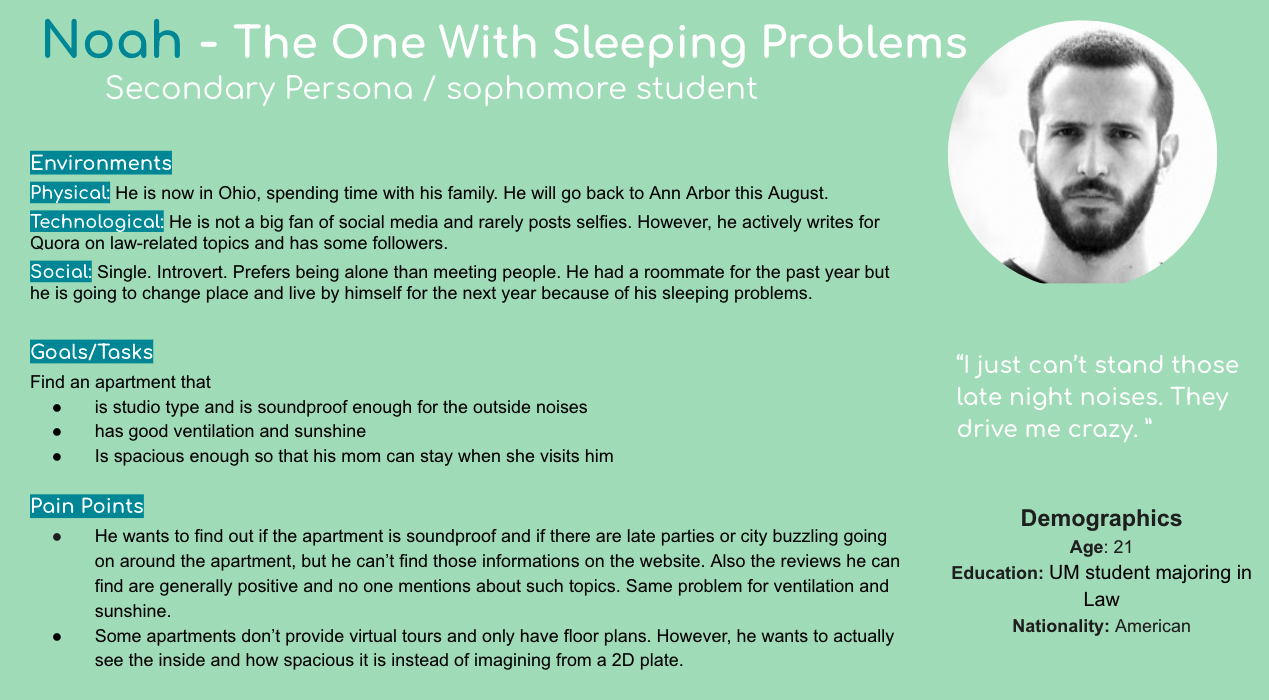 Noah - The One With Sleeping Problems
Secondary Persona / sophomore student
Environments
Physical: He is now in Ohio, spending time with his family. He will go back to Ann Arbor this August.
Technological: He is not a big fan of social media and rarely posts selfies. However, he actively writes for
Quora on law-related topics and has some followers.
Social: Single. Introvert. Prefers being alone than meeting people. He had a roommate for the past year but
he is going to change place and live by himself for the next year because of his sleeping problems.
Goals/Tasks
Find an apartment that
● is studio type and is soundproof enough for the outside noises
● has good ventilation and sunshine
● Is spacious enough so that his mom can stay when she visits him
Pain Points
● He wants to find out if the apartment is soundproof and if there are late parties or city buzzling going
on around the apartment, but he can’t find those informations on the website. Also the reviews he can
find are generally positive and no one mentions about such topics. Same problem for ventilation and
sunshine.
● Some apartments don’t provide virtual tours and only have floor plans. However, he wants to actually
see the inside and how spacious it is instead of imagining from a 2D plate.
“I just can’t stand those
late night noises. They
drive me crazy. ”
Demographics
Age: 21
Education: UM student majoring in
Law
Nationality: American